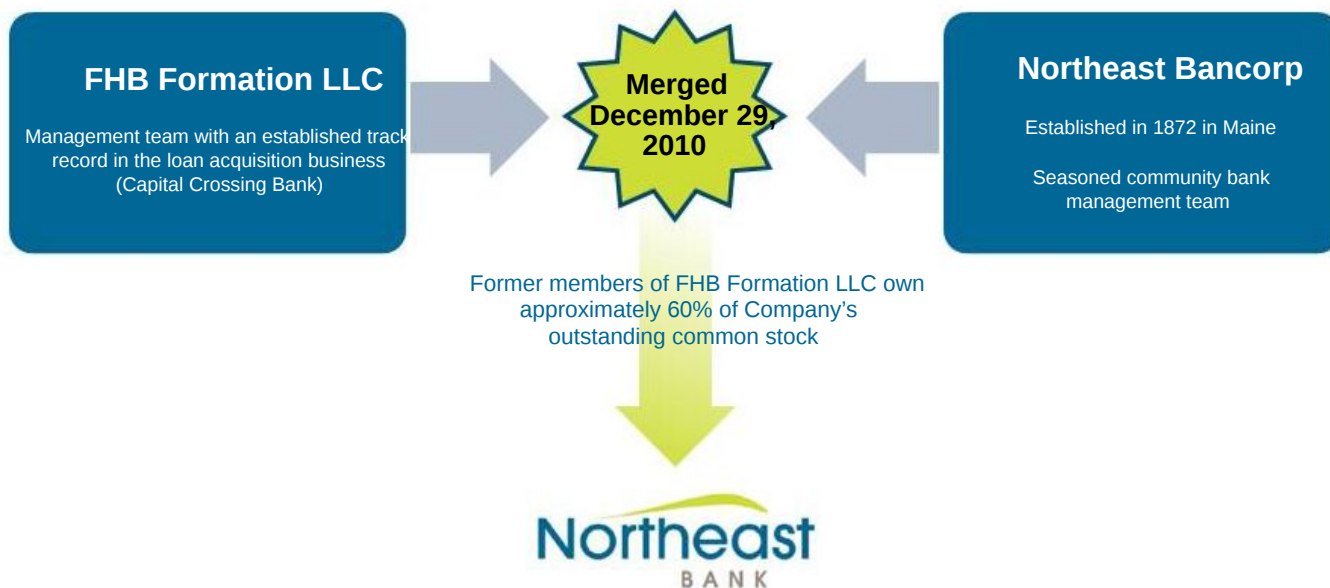 FHB Formation LLC
Management team with an established track
record in the loan acquisition business
(Capital Crossing Bank)
Merged
December 29,
2010
Northeast Bancorp
Established in 1872 in Maine
Seasoned community bank
management team
Former members of FHB Formation LLC own
approximately 60% of Company’s
outstanding common stock
Northeast
BANK